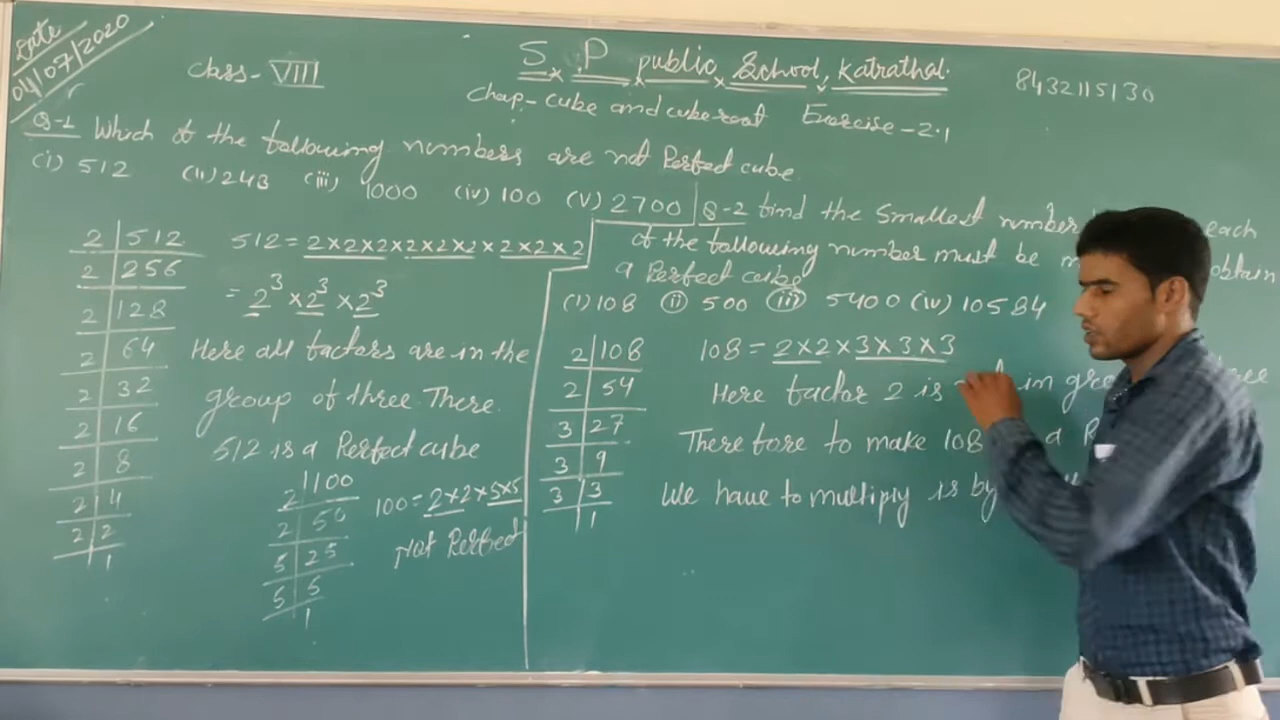 Date
04/07/2020
Class- VIII
S. P public School, Katrathal.
8432115130
Chap- cube and cuberoot Exercise-2.1
Q-1 Which of the following numbers are not Perfect cube
(i) 512 (ii) 243 (iii) 1000 (iv) 100 (v) 2700
2 | 512
2 | 256
2 | 128
2 | 64
2 | 32
2 | 16
2 | 8
2 | 4
2 | 2
| 1
512 = 2×2×2×2×2×2×2×2×2
= 2³ × 2³ × 2³
Here all factors are in the
group of three. There
512 is a Perfect cube
2 | 100
2 | 50
5 | 25
5 | 5
| 1
100 = 2×2×5×5
Not Perfect
Q-2 find the Smallest number each
of the following number must be obtain
a Perfect cube
(i) 108 (ii) 500 (iii) 5400 (iv) 10584
2 | 108
2 | 54
3 | 27
3 | 9
3 | 3
| 1
108 = 2×2×3×3×3
Here factor 2 is in
There fore to make 108 a
We have to multiply is by